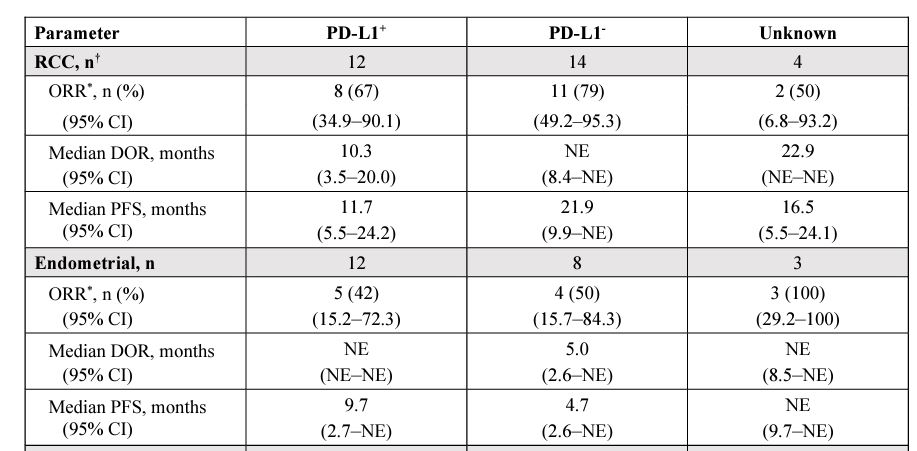 Parameter PD-L1+ PD-L1- Unknown
RCC, n† 12 14 4
ORR*, n (%) 8 (67) 11 (79) 2 (50)
(95% CI) (34.9–90.1) (49.2–95.3) (6.8–93.2)
Median DOR, months 10.3 NE 22.9
(95% CI) (3.5–20.0) (8.4–NE) (NE–NE)
Median PFS, months 11.7 21.9 16.5
(95% CI) (5.5–24.2) (9.9–NE) (5.5–24.1)
Endometrial, n 12 8 3
ORR*, n (%) 5 (42) 4 (50) 3 (100)
(95% CI) (15.2–72.3) (15.7–84.3) (29.2–100)
Median DOR, months NE 5.0 NE
(95% CI) (NE–NE) (2.6–NE) (8.5–NE)
Median PFS, months 9.7 4.7 NE
(95% CI) (2.7–NE) (2.6–NE) (9.7–NE)